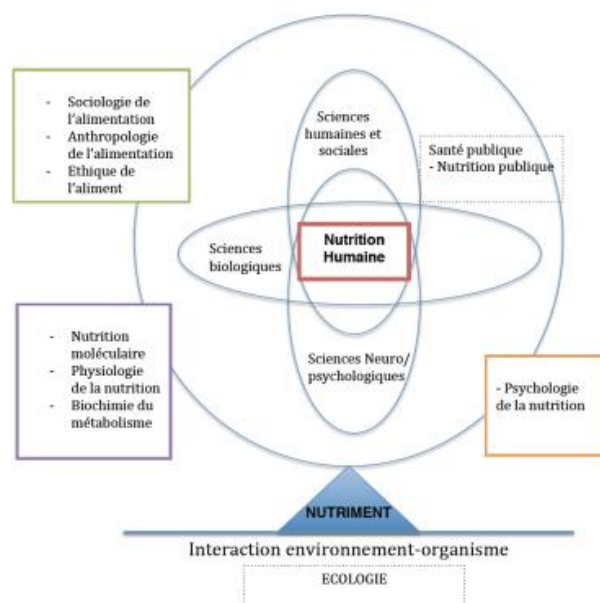 - Sociologie de
l'alimentation
- Anthropologie
de l'alimentation
- Ethique de
l'aliment
Sciences
humaines et
sociales
Santé publique
- Nutrition publique
Sciences
biologiques
Nutrition
Humaine
- Nutrition
moléculaire
- Physiologie
de la nutrition
- Biochimie du
métabolisme
Sciences Neuro/
psychologiques
- Psychologie
de la nutrition
NUTRIMENT
Interaction environnement-organisme
ECOLOGIE